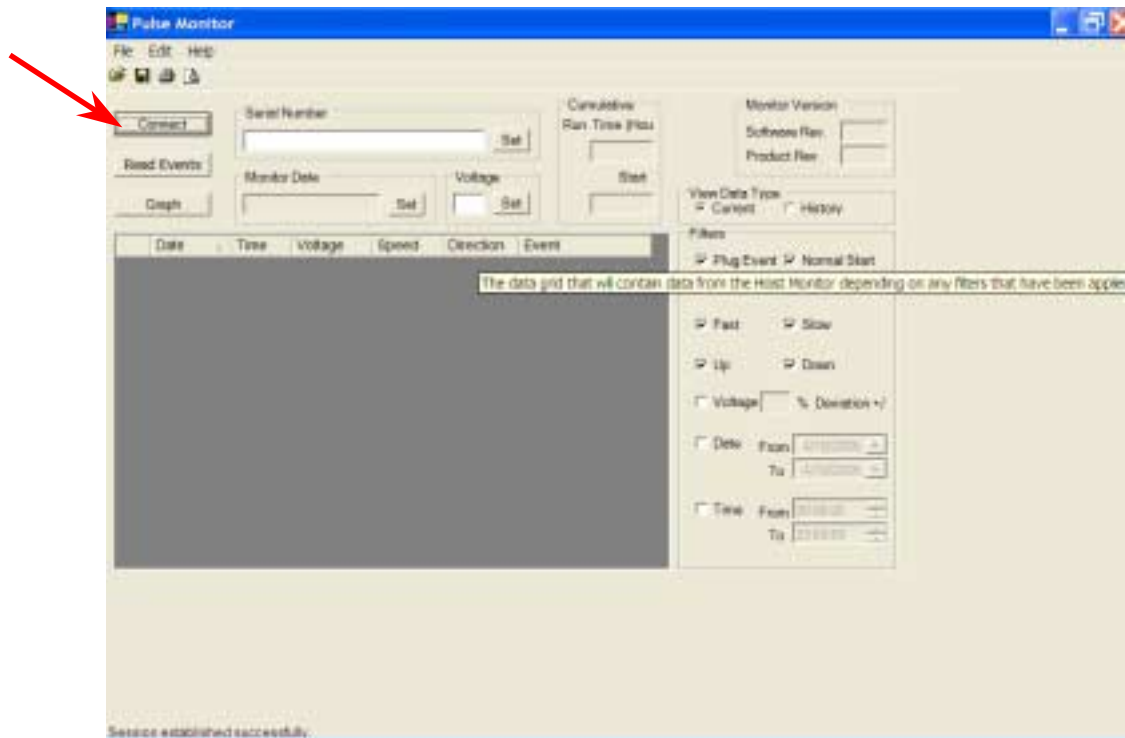 Pulse Monitor
File Edit Help
Connect
Read Events
Graph
Serial Number
Set
Monitor Date
Set
Voltage
Set
Cumulative
Run Time (Hou
Start
Monitor Version
Software Rev
Product Rev
View Data Type
Current History
Date Time Voltage Speed Direction Event
Filters
Plug Event Normal Start
The data grid that will contain data from the Hoist Monitor depending on any filters that have been applied
Fast Slow
Up Down
Voltage % Deviation +/
Date From
To
Time From
To
Session established successfully.